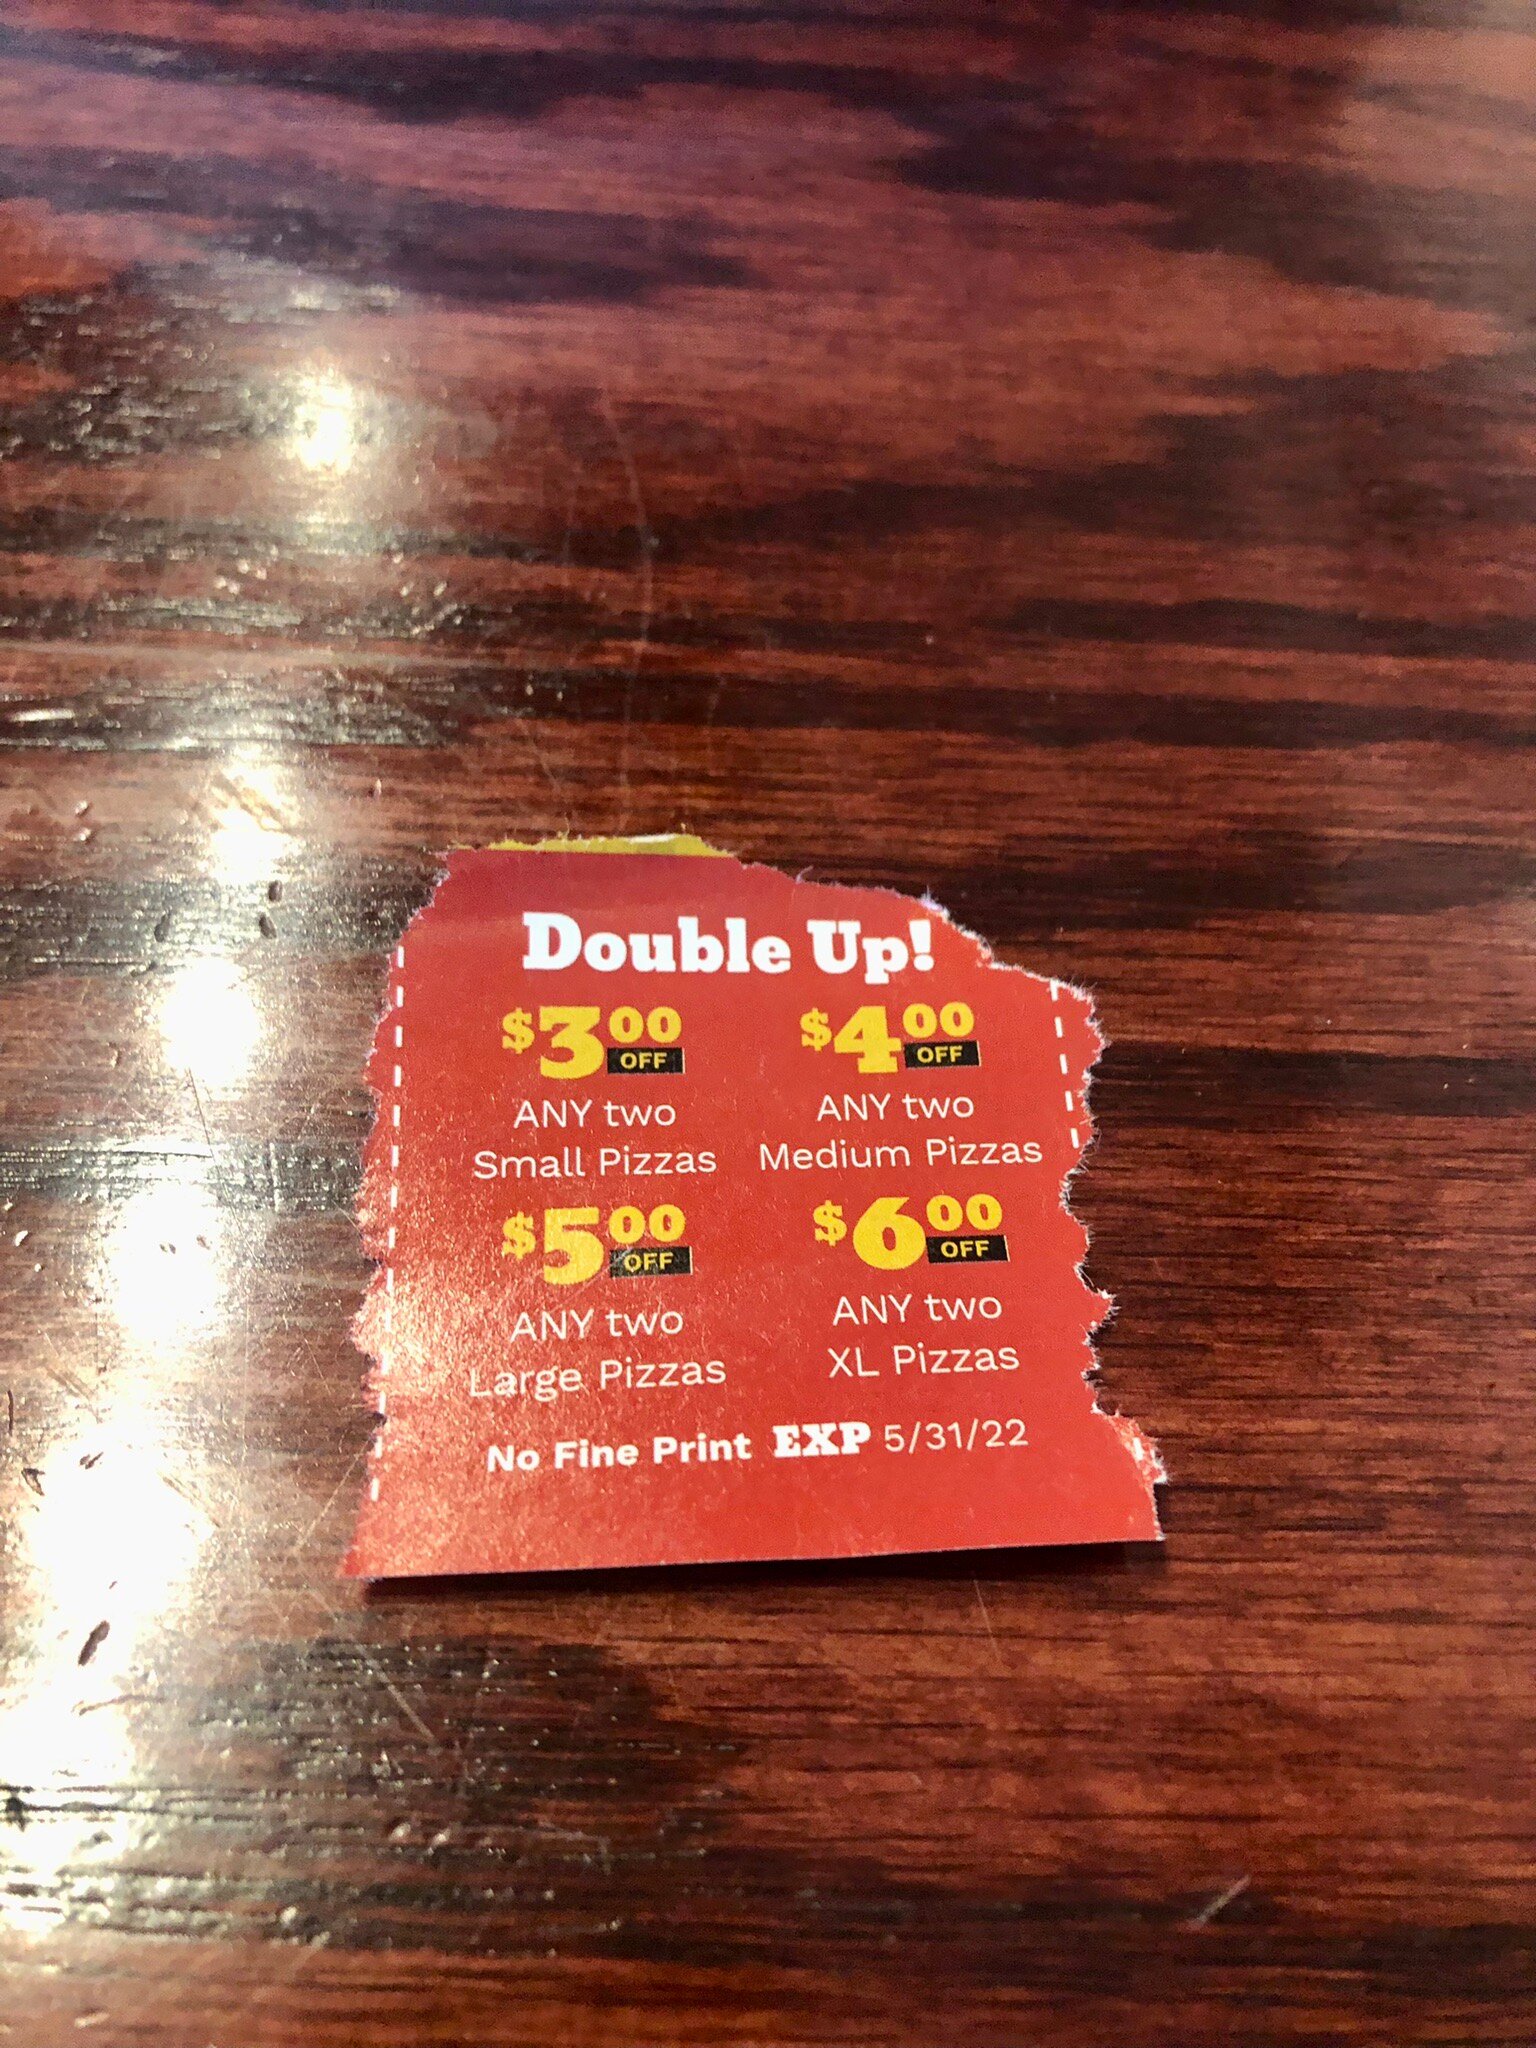 Double Up!
$3.00 OFF
ANY two
Small Pizzas
$4.00 OFF
ANY two
Medium Pizzas
$5.00 OFF
ANY two
Large Pizzas
$6.00 OFF
ANY two
XL Pizzas
No Fine Print EXP 5/31/22